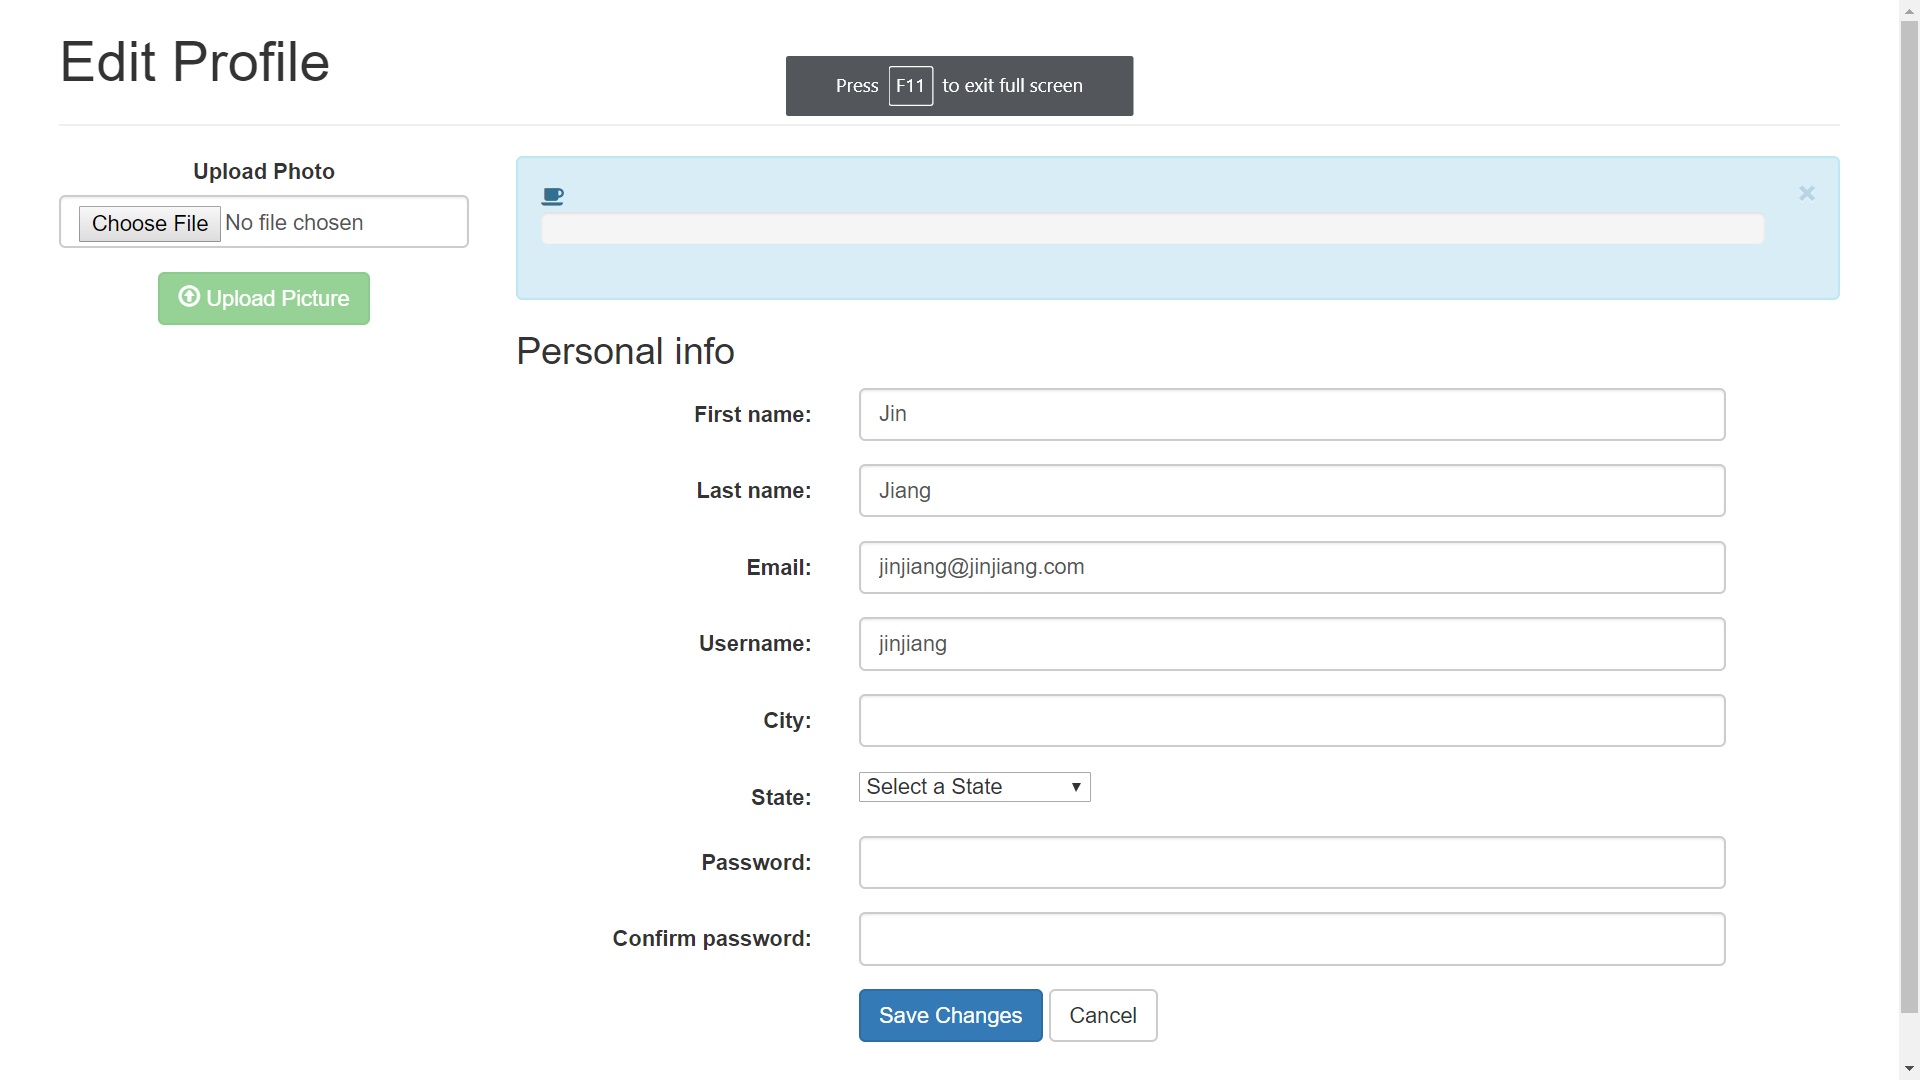 Edit Profile
Press F11 to exit full screen
Upload Photo
Choose File No file chosen
Upload Picture
×
Personal info
First name: Jin
Last name: Jiang
Email: jinjiang@jinjiang.com
Username: jinjiang
City:
State: Select a State
Password:
Confirm password:
Save Changes Cancel